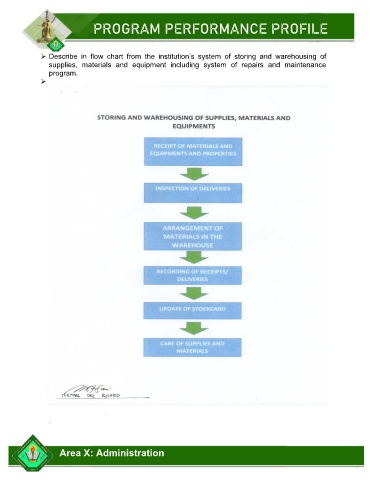 PROGRAM PERFORMANCE PROFILE
➢ Describe in flow chart from the institution's system of storing and warehousing of
supplies, materials and equipment including system of repairs and maintenance
program.
➢
STORING AND WAREHOUSING OF SUPPLIES, MATERIALS AND
EQUIPMENTS
RECEIPT OF MATERIALS AND
EQUIPMENTS AND PROPERTIES
INSPECTION OF DELIVERIES
ARRANGEMENT OF
MATERIALS IN THE
WAREHOUSE
RECORDING OF RECEIPTS/
DELIVERIES
UPDATE OF STOCKCARD
CARE OF SUPPLIES AND
MATERIALS
Area X: Administration